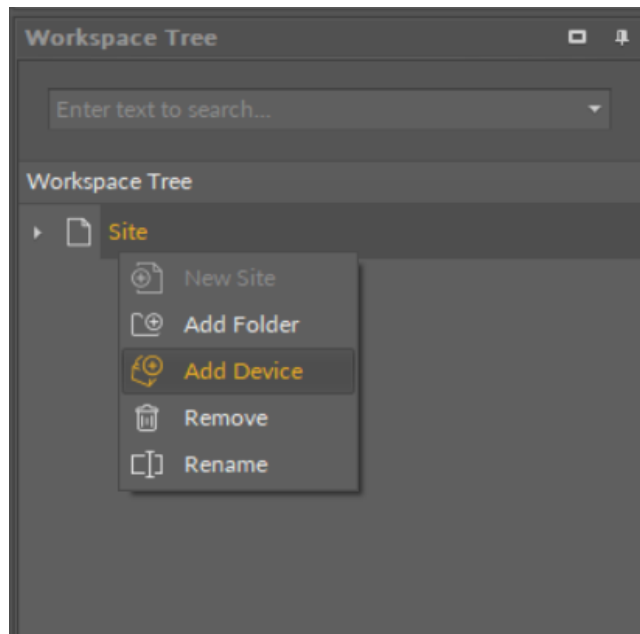 Workspace Tree
Enter text to search...
Workspace Tree
Site
New Site
Add Folder
Add Device
Remove
Rename